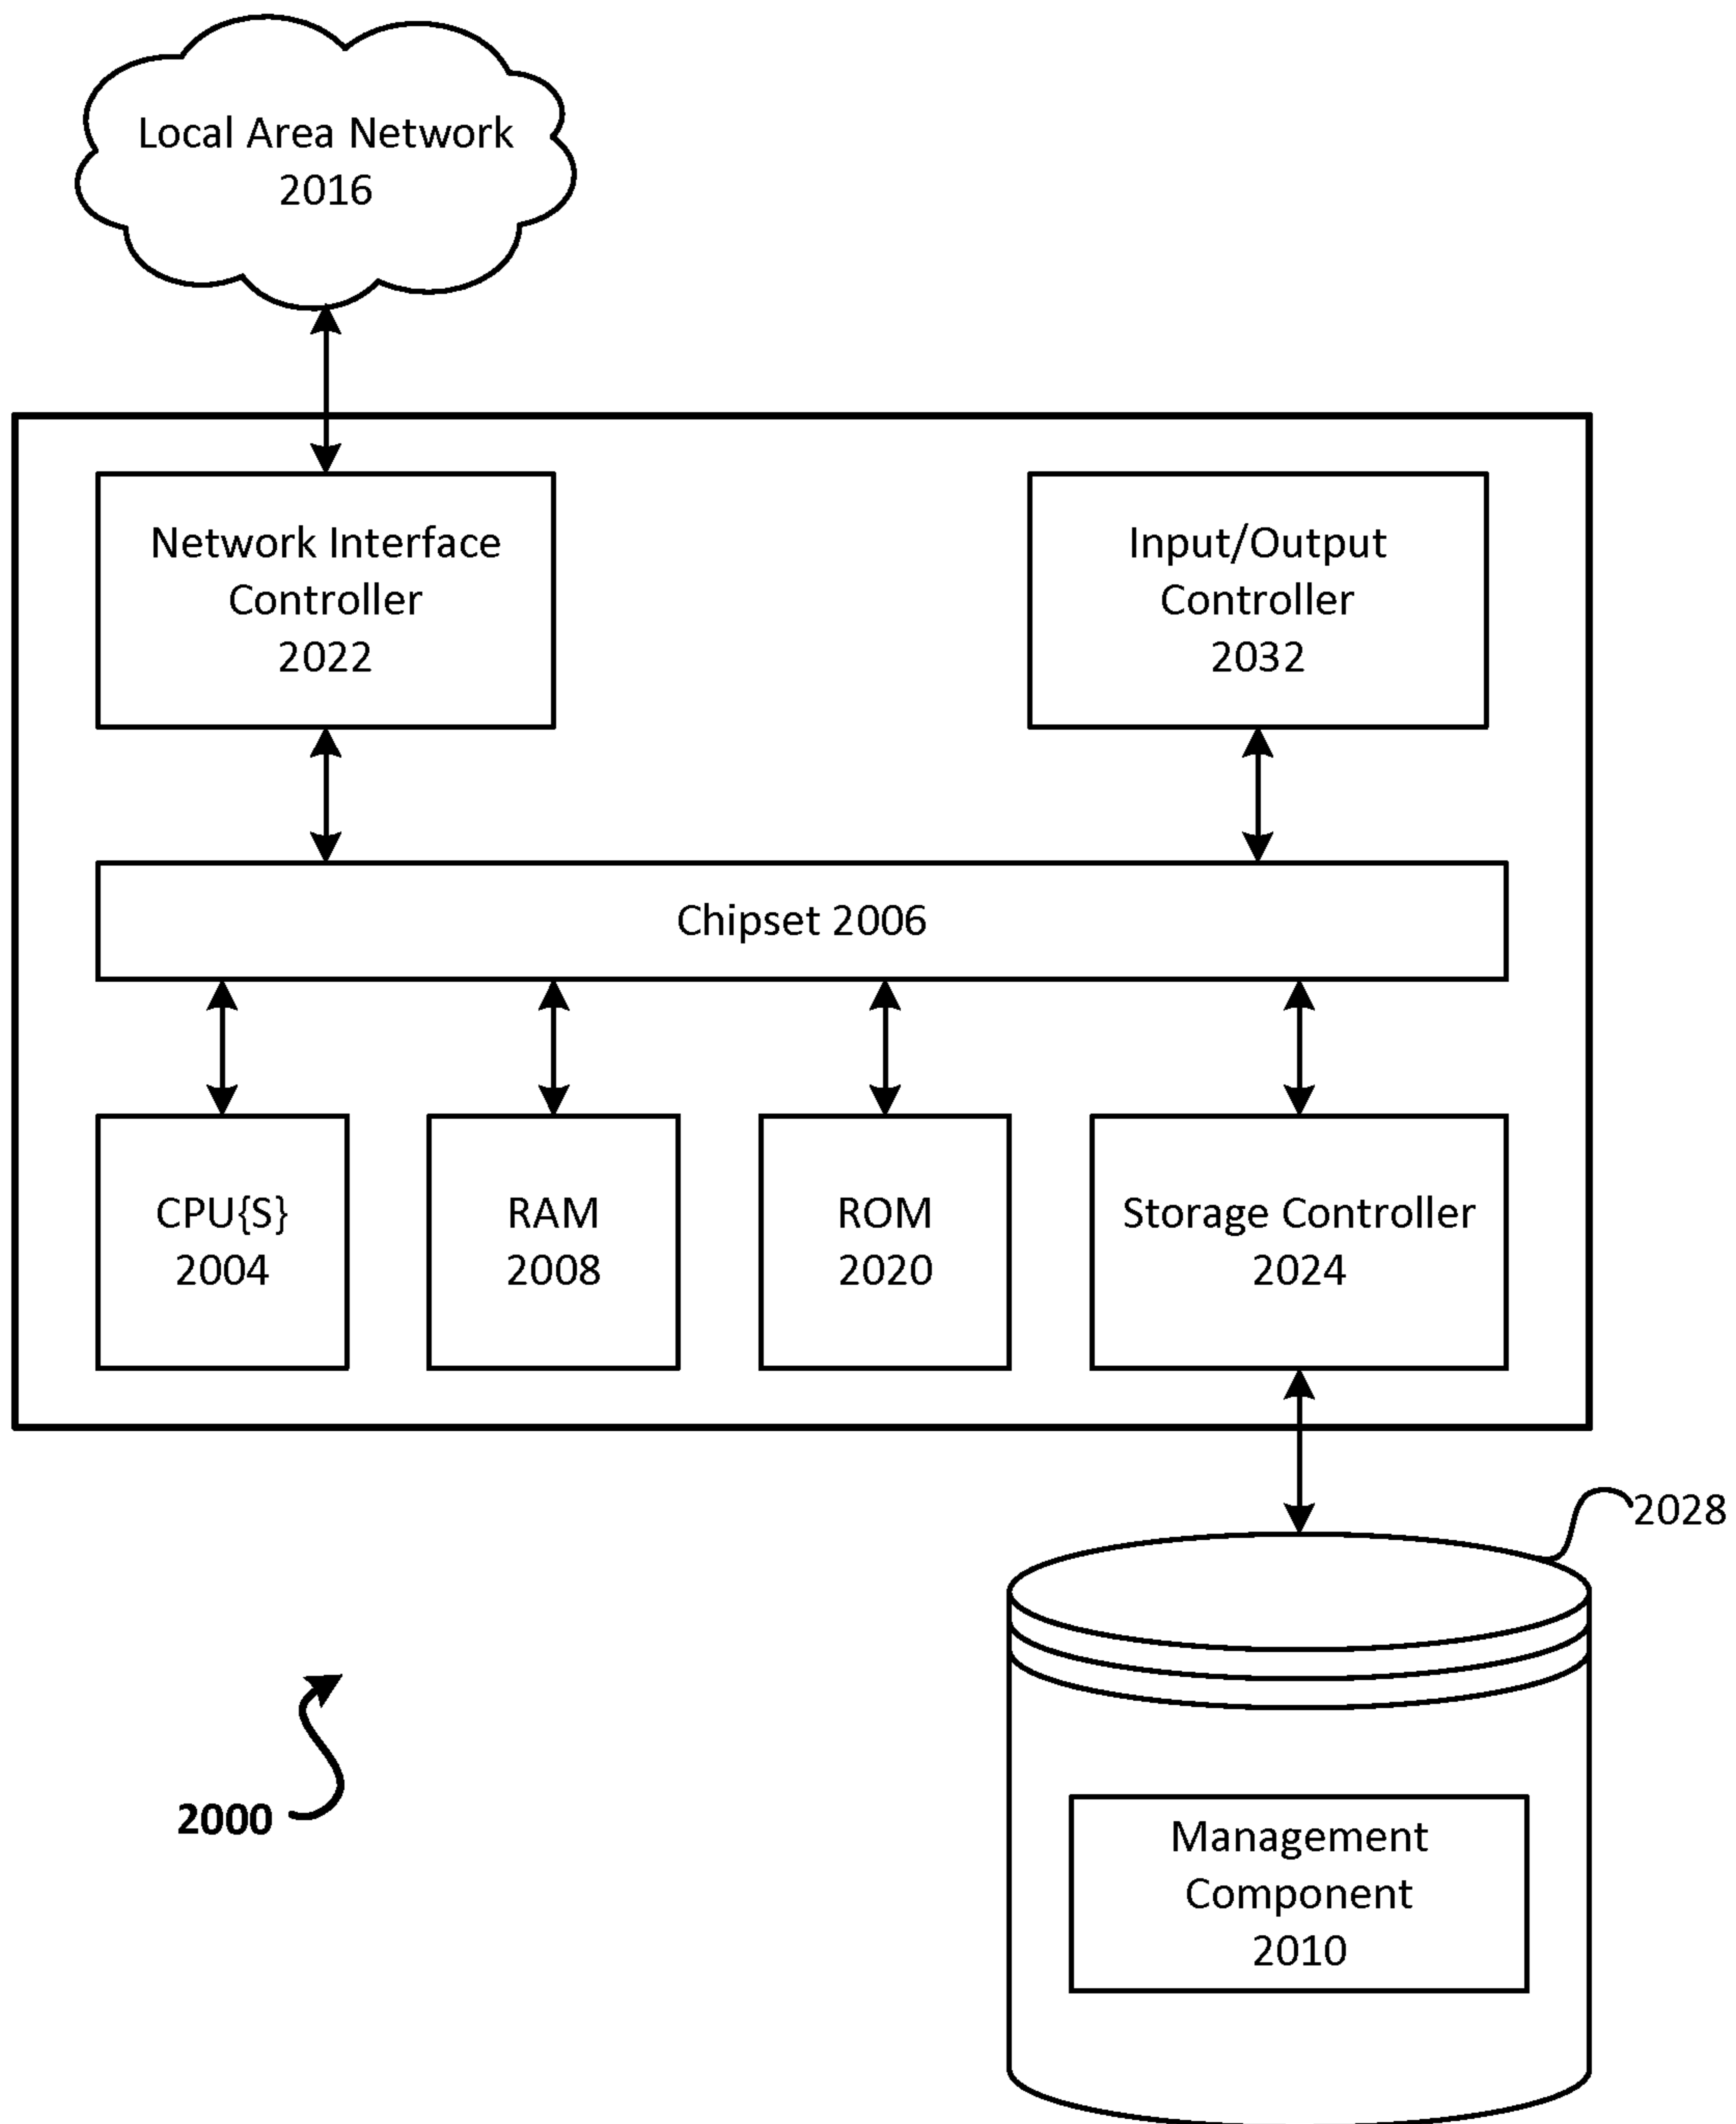 Local Area Network
2016
Network Interface
Controller
2022
Input/Output
Controller
2032
Chipset 2006
CPU{S}
2004
RAM
2008
ROM
2020
Storage Controller
2024
2028
2000
Management
Component
2010